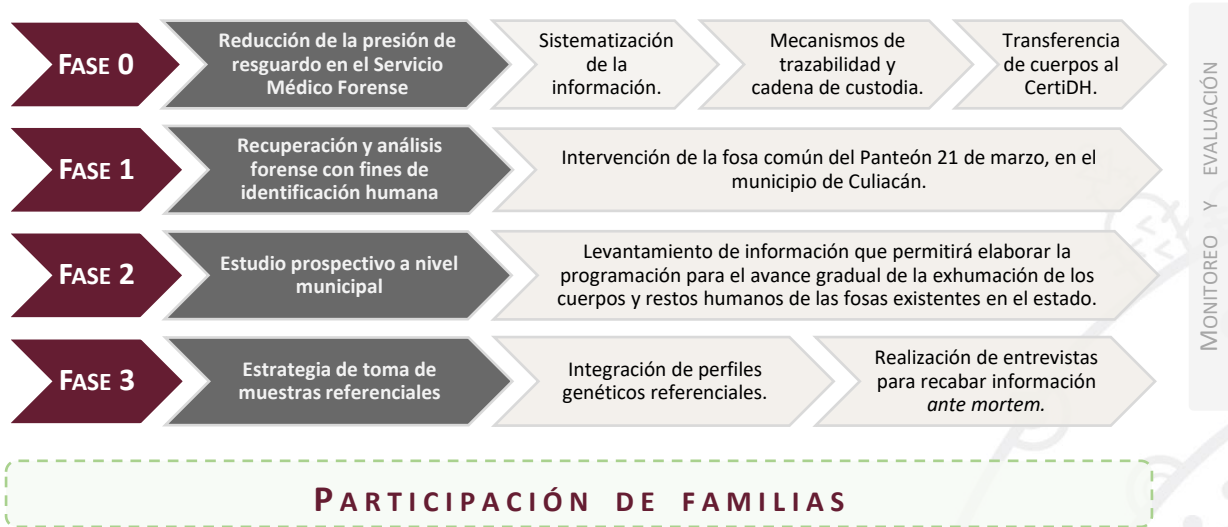 FASE 0
Reducción de la presión de
resguardo en el Servicio
Médico Forense
Sistematización
de la
información.
Mecanismos de
trazabilidad y
cadena de custodia.
Transferencia
de cuerpos al
CertiDH.
FASE 1
Recuperación y análisis
forense con fines de
identificación humana
Intervención de la fosa común del Panteón 21 de marzo, en el
municipio de Culiacán.
FASE 2
Estudio prospectivo a nivel
municipal
Levantamiento de información que permitirá elaborar la
programación para el avance gradual de la exhumación de los
cuerpos y restos humanos de las fosas existentes en el estado.
FASE 3
Estrategia de toma de
muestras referenciales
Integración de perfiles
genéticos referenciales.
Realización de entrevistas
para recabar información
ante mortem.
MONITOREO Y EVALUACIÓN
PARTICIPACIÓN DE FAMILIAS